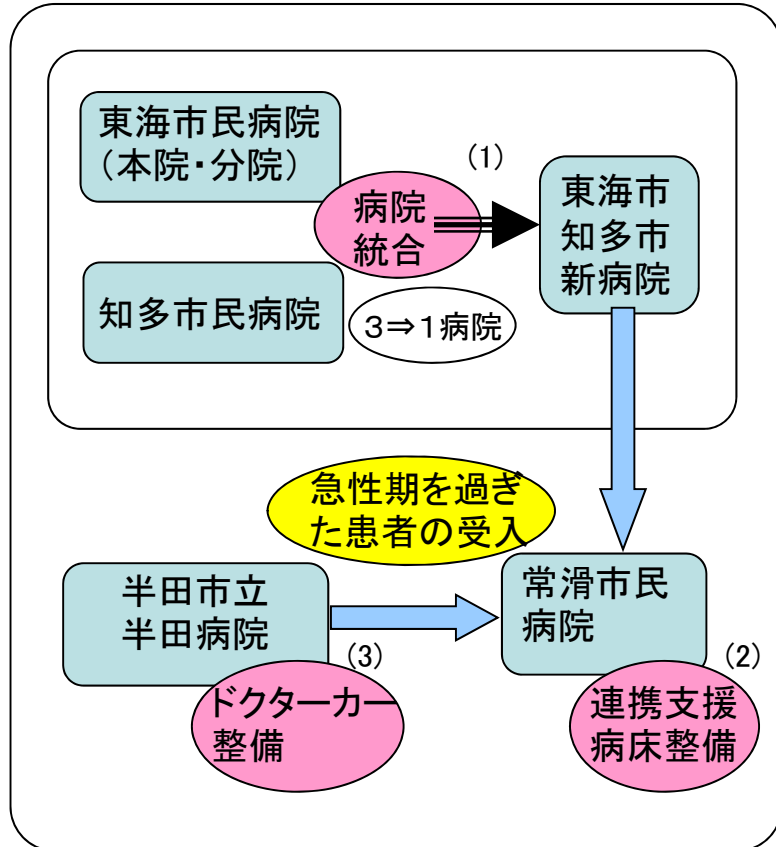 東海市民病院
（本院・分院）
(1)
病院
統合
東海市
知多市
新病院
知多市民病院
３⇒１病院
急性期を過ぎ
た患者の受入
半田市立
半田病院
常滑市民
病院
(3)
(2)
ドクターカー
整備
連携支援
病床整備